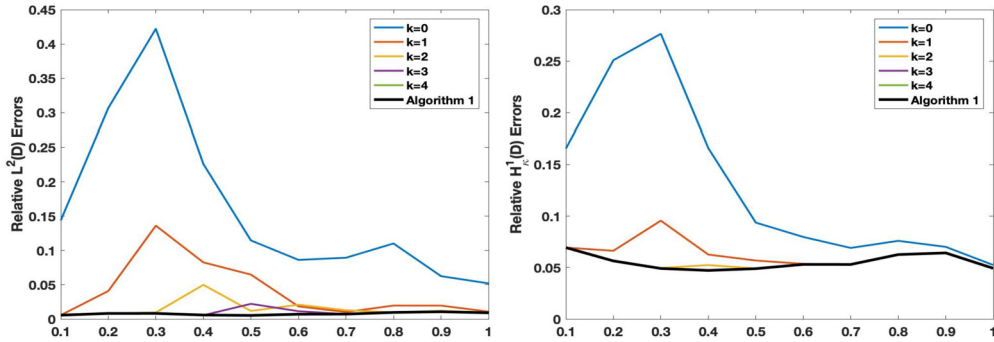 Relative L²(D) Errors
0.45
0.4
0.35
0.3
0.25
0.2
0.15
0.1
0.05
0
0.1 0.2 0.3 0.4 0.5 0.6 0.7 0.8 0.9 1
k=0
k=1
k=2
k=3
k=4
Algorithm 1
Relative H¹κ(D) Errors
0.3
0.25
0.2
0.15
0.1
0.05
0
0.1 0.2 0.3 0.4 0.5 0.6 0.7 0.8 0.9 1
k=0
k=1
k=2
k=3
k=4
Algorithm 1